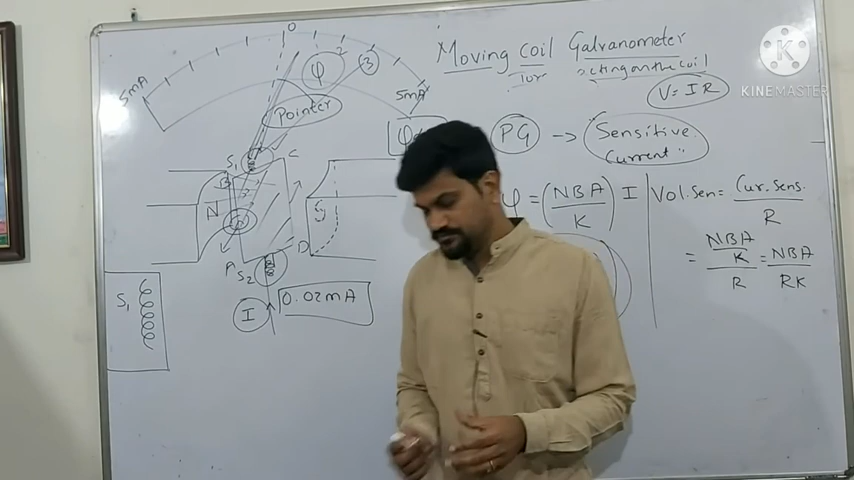 Moving coil Galvanometer
Tor acting on the coil
V = IR
KINEMASTER
0
2
3
φ
5mA
5mA
Pointer
PG → Sensitive
Current"
φ = (NBA/K) I
Vol. Sen = Cur. Sens. / R
= NBA/K / R = NBA / RK
S₁
B
C
N
S
A
D
S₂
I
0.02mA
S₁